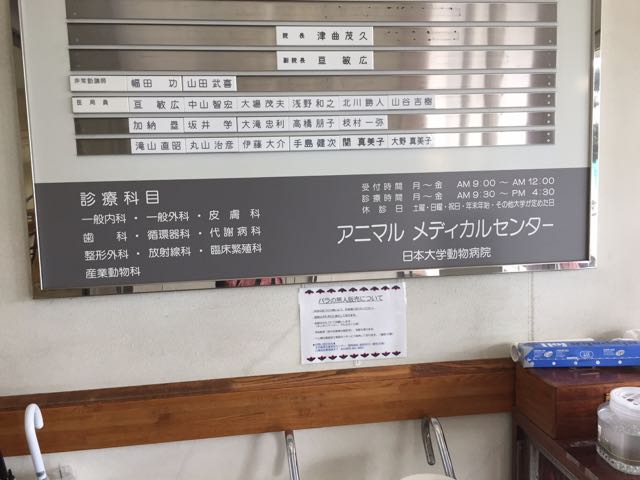 院長 津曲茂久
副院長 亘 敏広
非常勤講師 幅田 功 山田武喜
医局員 亘 敏広 中山智宏 大場茂夫 浅野和之 北川勝人 山谷吉樹
加納 塁 坂井 学 大滝忠利 高橋朋子 枝村一弥
滝山直昭 丸山治彦 伊藤大介 手島健次 関 真美子 大野真美子
診療科目
一般内科・一般外科・皮膚科
歯科・循環器科・代謝病科
整形外科・放射線科・臨床繁殖科
産業動物科
受付時間 月〜金 AM 9:00 〜 AM 12:00
診療時間 月〜金 AM 9:30 〜 PM 4:30
休診日 土曜・日曜・祝日・年末年始・その他大学が定めた日
アニマル メディカルセンター
日本大学動物病院
バラの無人販売について